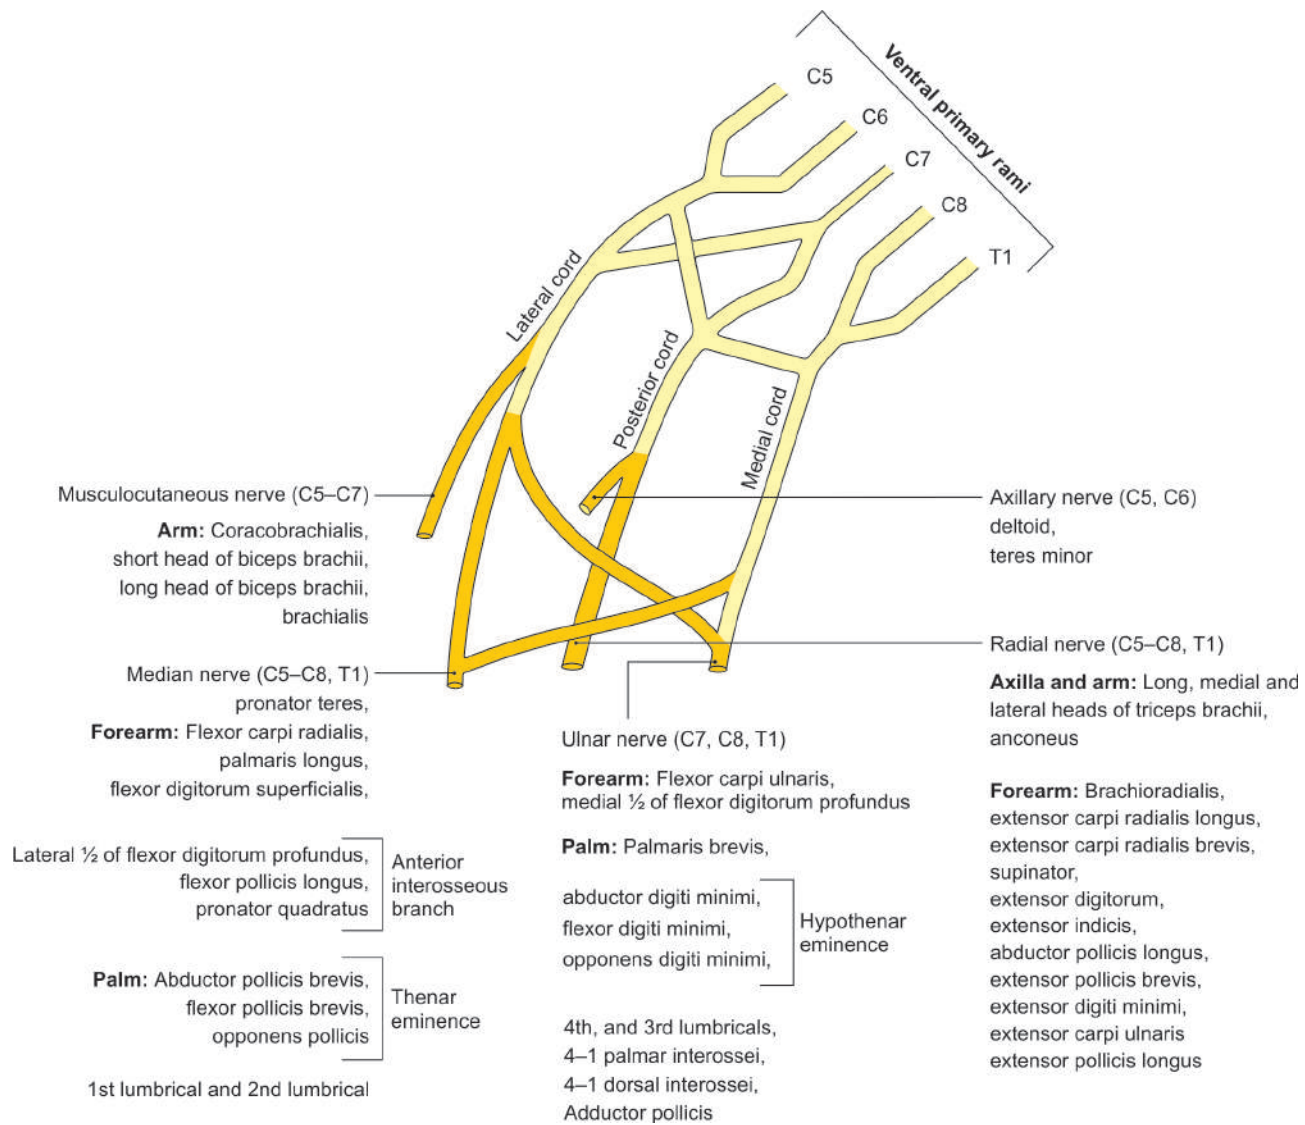 C5
C6
C7
C8
T1
Ventral primary rami
Lateral cord
Posterior cord
Medial cord
Musculocutaneous nerve (C5–C7)
Arm: Coracobrachialis,
short head of biceps brachii,
long head of biceps brachii,
brachialis
Median nerve (C5–C8, T1)
pronator teres,
Forearm: Flexor carpi radialis,
palmaris longus,
flexor digitorum superficialis,
Lateral ½ of flexor digitorum profundus,
flexor pollicis longus,
pronator quadratus
Anterior
interosseous
branch
Palm: Abductor pollicis brevis,
flexor pollicis brevis,
opponens pollicis
Thenar
eminence
1st lumbrical and 2nd lumbrical
Ulnar nerve (C7, C8, T1)
Forearm: Flexor carpi ulnaris,
medial ½ of flexor digitorum profundus
Palm: Palmaris brevis,
abductor digiti minimi,
flexor digiti minimi,
opponens digiti minimi,
Hypothenar
eminence
4th, and 3rd lumbricals,
4–1 palmar interossei,
4–1 dorsal interossei,
Adductor pollicis
Axillary nerve (C5, C6)
deltoid,
teres minor
Radial nerve (C5–C8, T1)
Axilla and arm: Long, medial and
lateral heads of triceps brachii,
anconeus
Forearm: Brachioradialis,
extensor carpi radialis longus,
extensor carpi radialis brevis,
supinator,
extensor digitorum,
extensor indicis,
abductor pollicis longus,
extensor pollicis brevis,
extensor digiti minimi,
extensor carpi ulnaris
extensor pollicis longus